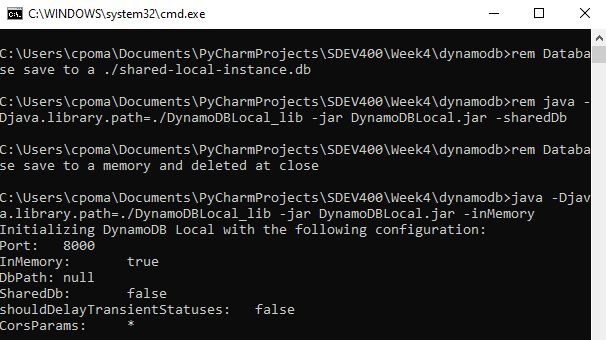 C:\WINDOWS\system32\cmd.exe
C:\Users\cpoma\Documents\PyCharmProjects\SDEV400\Week4\dynamodb>rem Databa
se save to a ./shared-local-instance.db
C:\Users\cpoma\Documents\PyCharmProjects\SDEV400\Week4\dynamodb>rem java -
Djava.library.path=./DynamoDBLocal_lib -jar DynamoDBLocal.jar -sharedDb
C:\Users\cpoma\Documents\PyCharmProjects\SDEV400\Week4\dynamodb>rem Databa
se save to a memory and deleted at close
C:\Users\cpoma\Documents\PyCharmProjects\SDEV400\Week4\dynamodb>java -Djav
a.library.path=./DynamoDBLocal_lib -jar DynamoDBLocal.jar -inMemory
Initializing DynamoDB Local with the following configuration:
Port:   8000
InMemory:       true
DbPath: null
SharedDb:       false
shouldDelayTransientStatuses:   false
CorsParams:     *